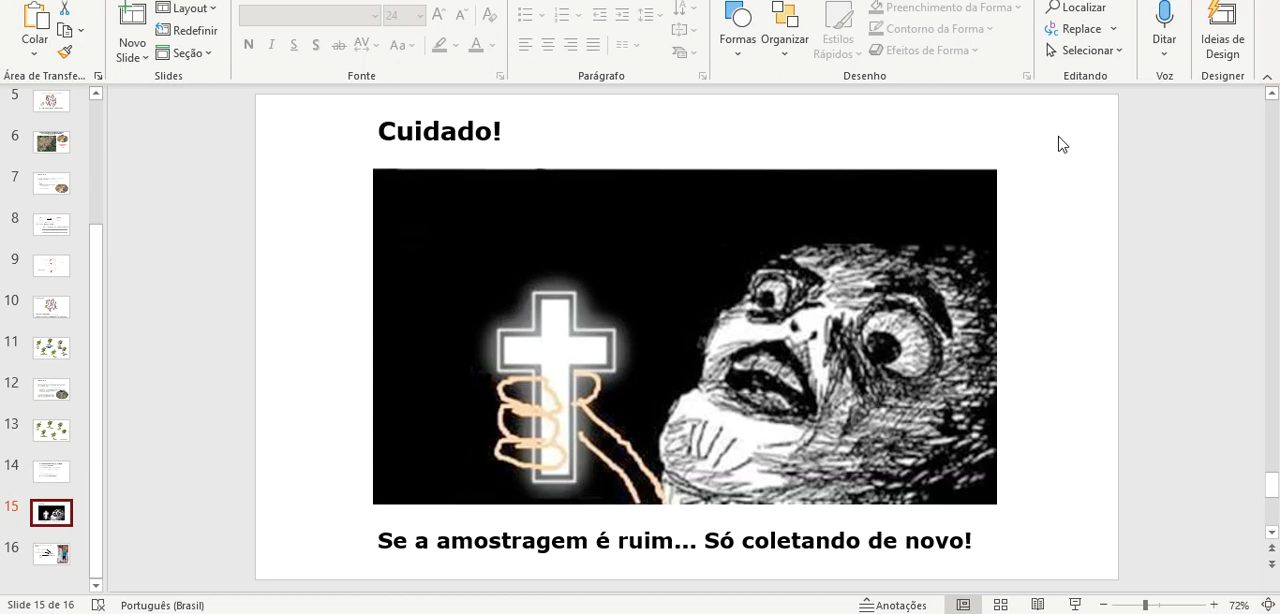 Colar
Novo
Slide
Layout
Redefinir
Seção
24
N I S S ab AV Aa A
A A A
Formas
Organizar
Estilos
Rápidos
Preenchimento da Forma
Contorno da Forma
Efeitos de Forma
Localizar
Replace
Selecionar
Ditar
Ideias de
Design
Área de Transfe...
Slides
Fonte
Parágrafo
Desenho
Editando
Voz
Designer
5
6
7
8
9
10
11
12
13
14
15
16
Cuidado!
Se a amostragem é ruim... Só coletando de novo!
Slide 15 de 16
Português (Brasil)
Anotações
72%